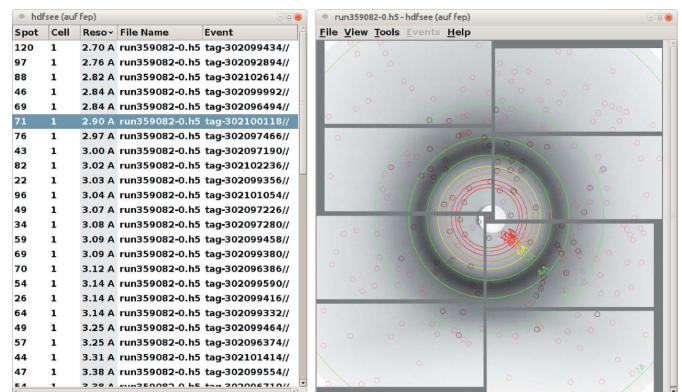 hdfsee (auf fep)
Spot Cell Reso File Name Event
120 1 2.70 A run359082-0.h5 tag-302099434//
97 1 2.76 A run359082-0.h5 tag-302092894//
88 1 2.82 A run359082-0.h5 tag-302102614//
46 1 2.84 A run359082-0.h5 tag-302099992//
69 1 2.84 A run359082-0.h5 tag-302096494//
71 1 2.90 A run359082-0.h5 tag-302100118//
76 1 2.97 A run359082-0.h5 tag-302097466//
43 1 3.00 A run359082-0.h5 tag-302097190//
82 1 3.02 A run359082-0.h5 tag-302102236//
22 1 3.03 A run359082-0.h5 tag-302099356//
96 1 3.04 A run359082-0.h5 tag-302101054//
49 1 3.07 A run359082-0.h5 tag-302097226//
34 1 3.08 A run359082-0.h5 tag-302097280//
59 1 3.09 A run359082-0.h5 tag-302099458//
69 1 3.09 A run359082-0.h5 tag-302099380//
70 1 3.12 A run359082-0.h5 tag-302096386//
54 1 3.14 A run359082-0.h5 tag-302099590//
26 1 3.14 A run359082-0.h5 tag-302099416//
64 1 3.14 A run359082-0.h5 tag-302099332//
49 1 3.25 A run359082-0.h5 tag-302099464//
57 1 3.25 A run359082-0.h5 tag-302096374//
44 1 3.31 A run359082-0.h5 tag-302101414//
47 1 3.38 A run359082-0.h5 tag-302099554//
54 1 3.38 A run359082-0.h5 tag-302096710//
run359082-0.h5 - hdfsee (auf fep)
File View Tools Events Help
2A